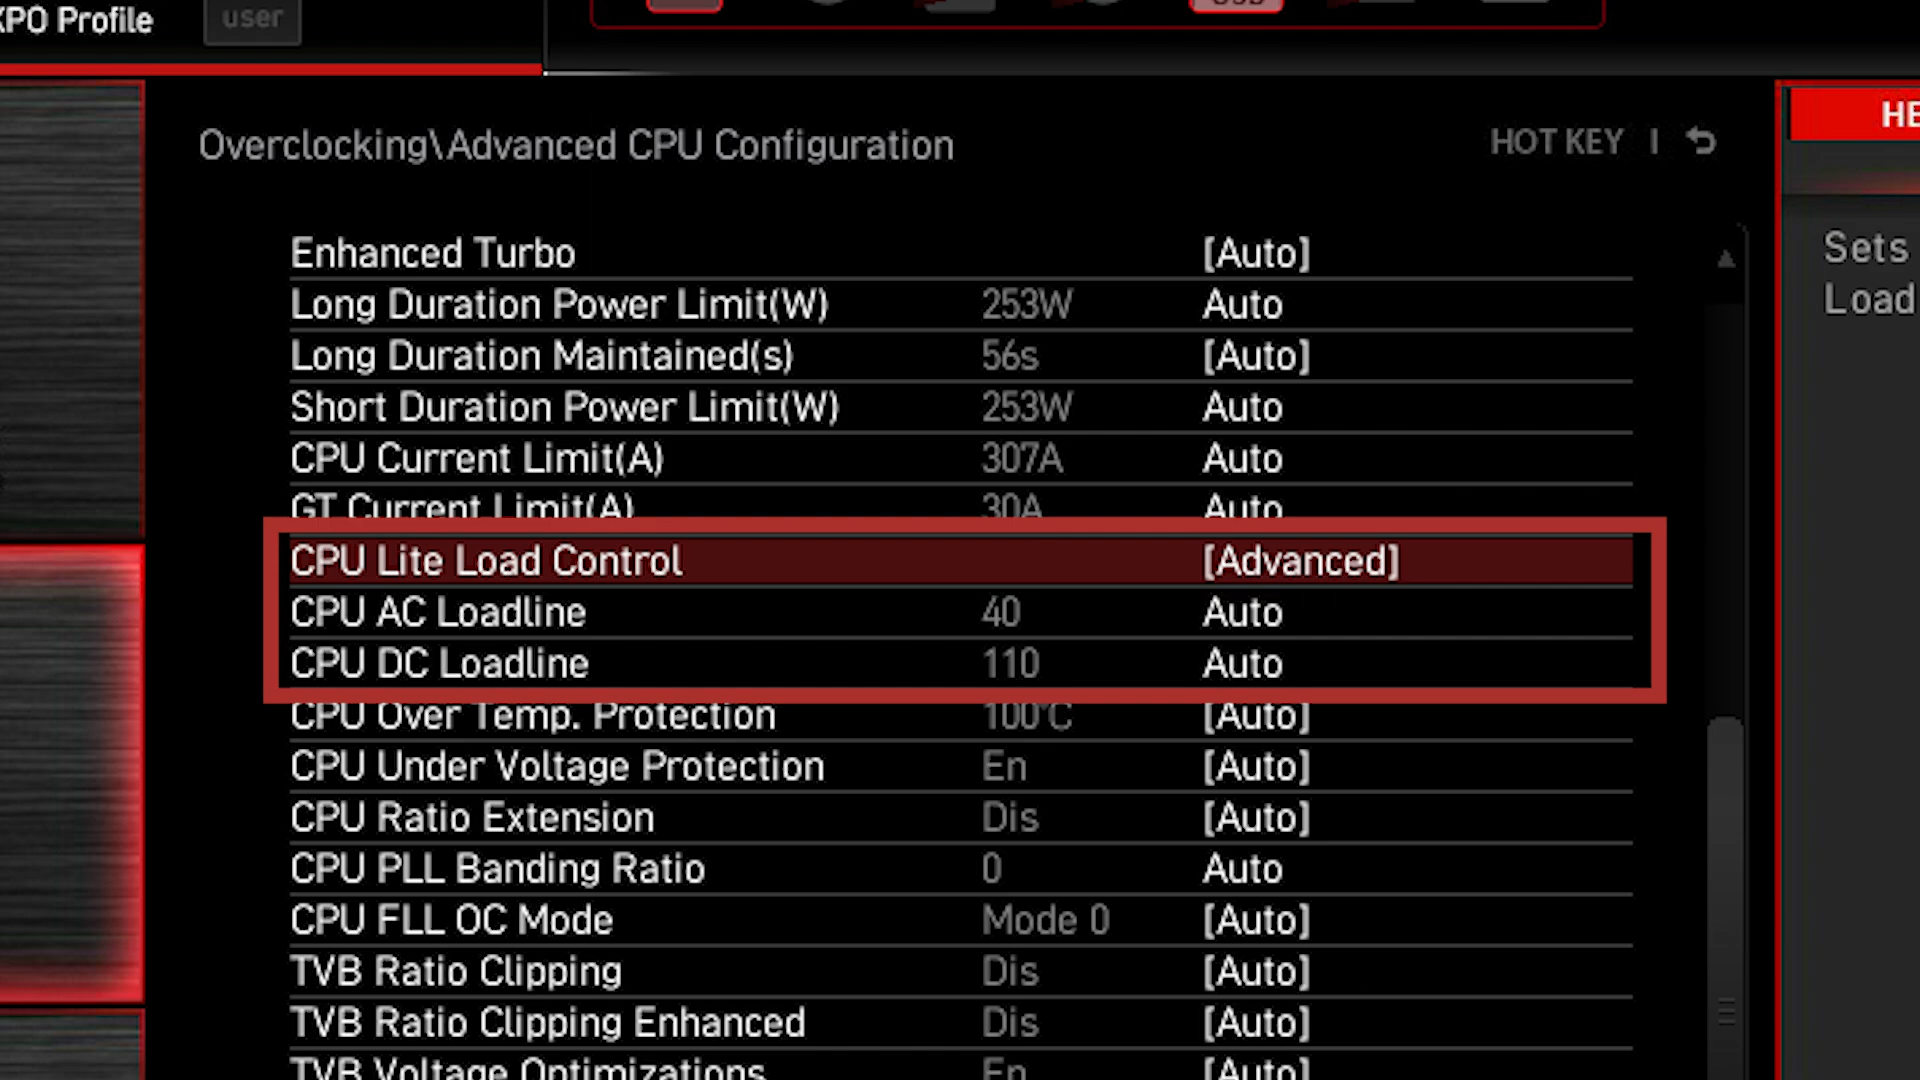 XPO Profile
user
Overclocking\Advanced CPU Configuration
HOT KEY |
HE
Sets
Load
Enhanced Turbo [Auto]
Long Duration Power Limit(W) 253W Auto
Long Duration Maintained(s) 56s [Auto]
Short Duration Power Limit(W) 253W Auto
CPU Current Limit(A) 307A Auto
GT Current Limit(A) 30A Auto
CPU Lite Load Control [Advanced]
CPU AC Loadline 40 Auto
CPU DC Loadline 110 Auto
CPU Over Temp. Protection 100℃ [Auto]
CPU Under Voltage Protection En [Auto]
CPU Ratio Extension Dis [Auto]
CPU PLL Banding Ratio 0 Auto
CPU FLL OC Mode Mode 0 [Auto]
TVB Ratio Clipping Dis [Auto]
TVB Ratio Clipping Enhanced Dis [Auto]
TVB Voltage Optimizations En [Auto]